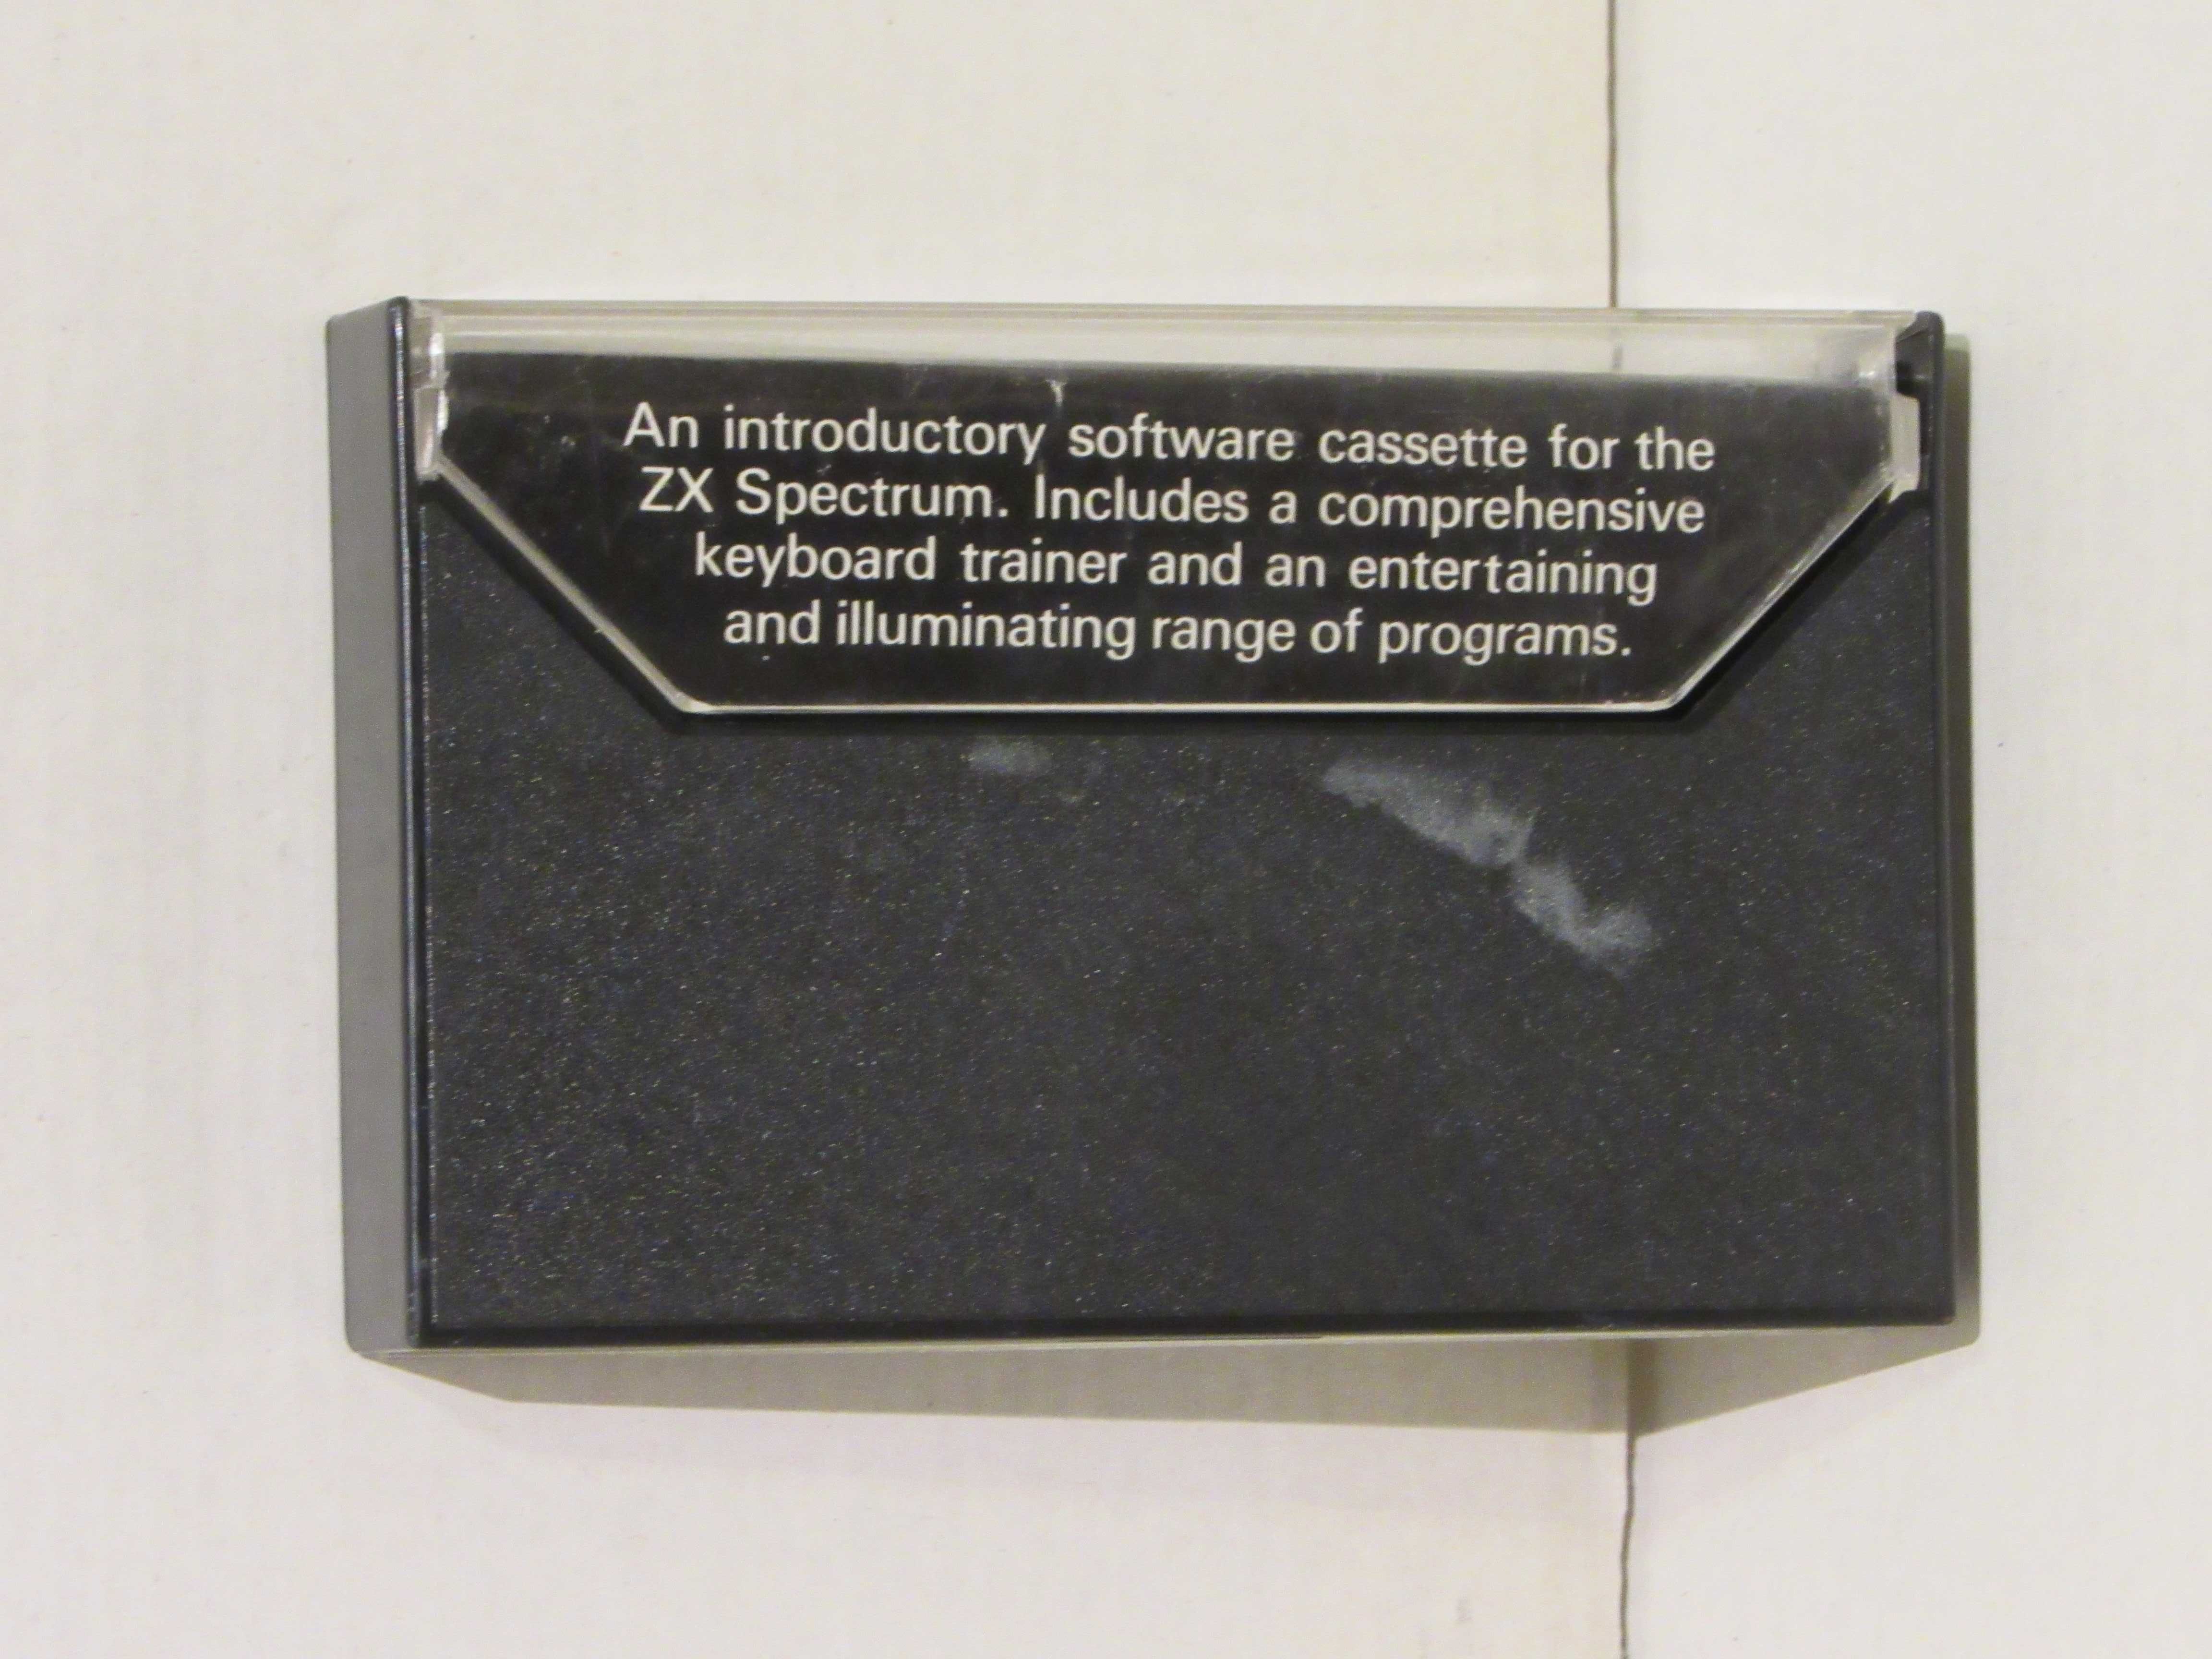 An introductory software cassette for the
ZX Spectrum. Includes a comprehensive
keyboard trainer and an entertaining
and illuminating range of programs.